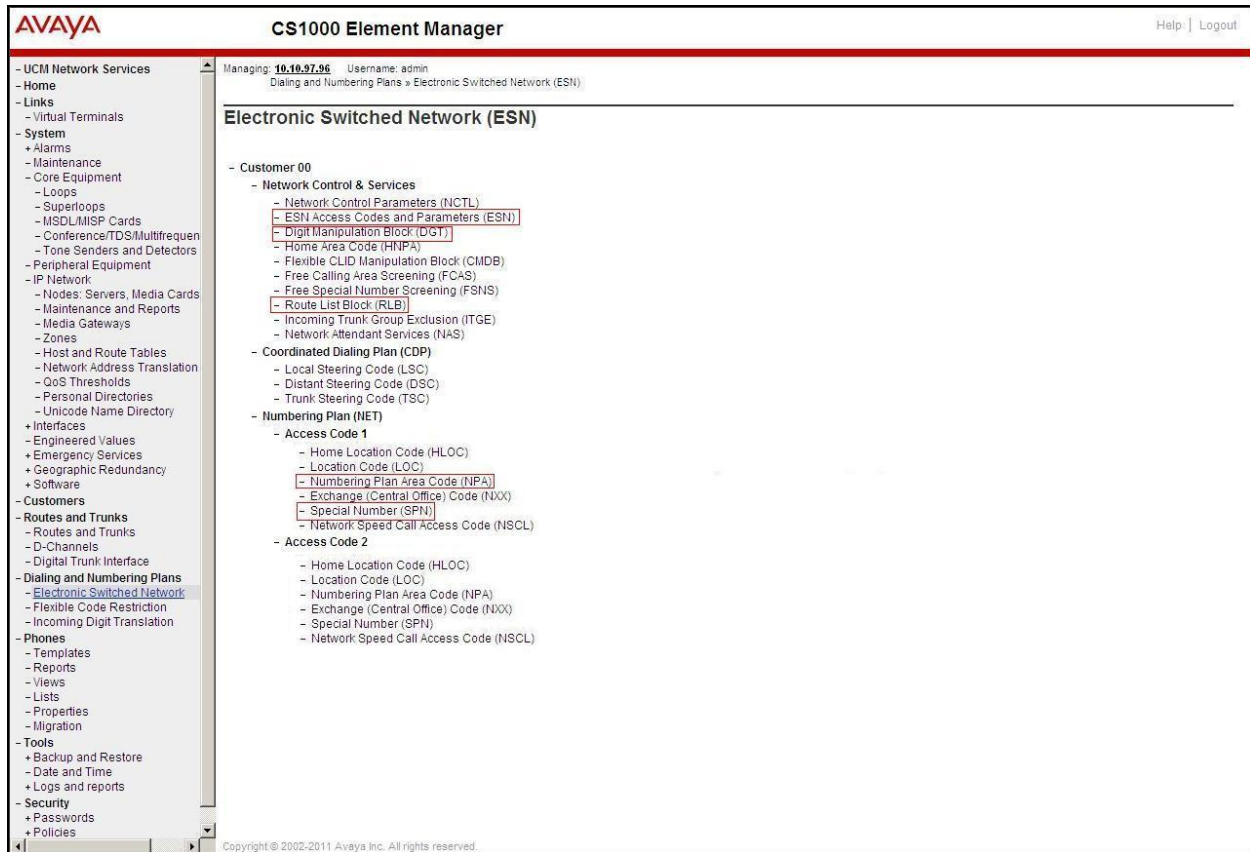 AVAYA
CS1000 Element Manager
Help | Logout
- UCM Network Services
- Home
- Links
- Virtual Terminals
- System
+ Alarms
- Maintenance
- Core Equipment
- Loops
- Superloops
- MSDL/MISP Cards
- Conference/TDS/Multifrequen
- Tone Senders and Detectors
- Peripheral Equipment
- IP Network
- Nodes: Servers, Media Cards
- Maintenance and Reports
- Media Gateways
- Zones
- Host and Route Tables
- Network Address Translation
- QoS Thresholds
- Personal Directories
- Unicode Name Directory
+ Interfaces
- Engineered Values
+ Emergency Services
+ Geographic Redundancy
+ Software
- Customers
- Routes and Trunks
- Routes and Trunks
- D-Channels
- Digital Trunk Interface
- Dialing and Numbering Plans
- Electronic Switched Network
- Flexible Code Restriction
- Incoming Digit Translation
- Phones
- Templates
- Reports
- Views
- Lists
- Properties
- Migration
- Tools
+ Backup and Restore
- Date and Time
+ Logs and reports
- Security
+ Passwords
+ Policies
Managing: 10.10.97.96 Username: admin
Dialing and Numbering Plans » Electronic Switched Network (ESN)
Electronic Switched Network (ESN)
- Customer 00
- Network Control & Services
- Network Control Parameters (NCTL)
- ESN Access Codes and Parameters (ESN)
- Digit Manipulation Block (DGT)
- Home Area Code (HNPA)
- Flexible CLID Manipulation Block (CMDB)
- Free Calling Area Screening (FCAS)
- Free Special Number Screening (FSNS)
- Route List Block (RLB)
- Incoming Trunk Group Exclusion (ITGE)
- Network Attendant Services (NAS)
- Coordinated Dialing Plan (CDP)
- Local Steering Code (LSC)
- Distant Steering Code (DSC)
- Trunk Steering Code (TSC)
- Numbering Plan (NET)
- Access Code 1
- Home Location Code (HLOC)
- Location Code (LOC)
- Numbering Plan Area Code (NPA)
- Exchange (Central Office) Code (NXX)
- Special Number (SPN)
- Network Speed Call Access Code (NSCL)
- Access Code 2
- Home Location Code (HLOC)
- Location Code (LOC)
- Numbering Plan Area Code (NPA)
- Exchange (Central Office) Code (NXX)
- Special Number (SPN)
- Network Speed Call Access Code (NSCL)
Copyright © 2002-2011 Avaya Inc. All rights reserved.